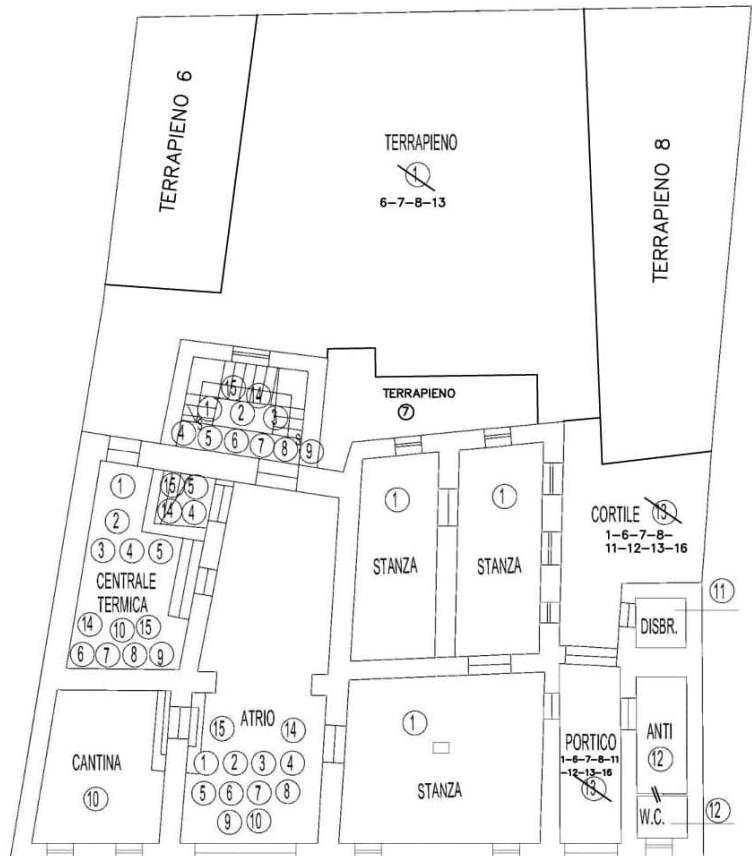 TERRAPIENO 6
TERRAPIENO
1
6-7-8-13
TERRAPIENO 8
TERRAPIENO
7
15 14
1 2 3
4 5 6 7 8 9
15 5
14 4
1
2
3 4 5
CENTRALE
TERMICA
14 10 15
6 7 8 9
1
STANZA
1
STANZA
CORTILE 13
1-6-7-8-
11-12-13-16
11
DISBR.
CANTINA
10
ATRIO
15 14
1 2 3 4
5 6 7 8
9 10
1
STANZA
PORTICO
1-6-7-8-11
-12-13-16
13
ANTI
12
W.C.
12